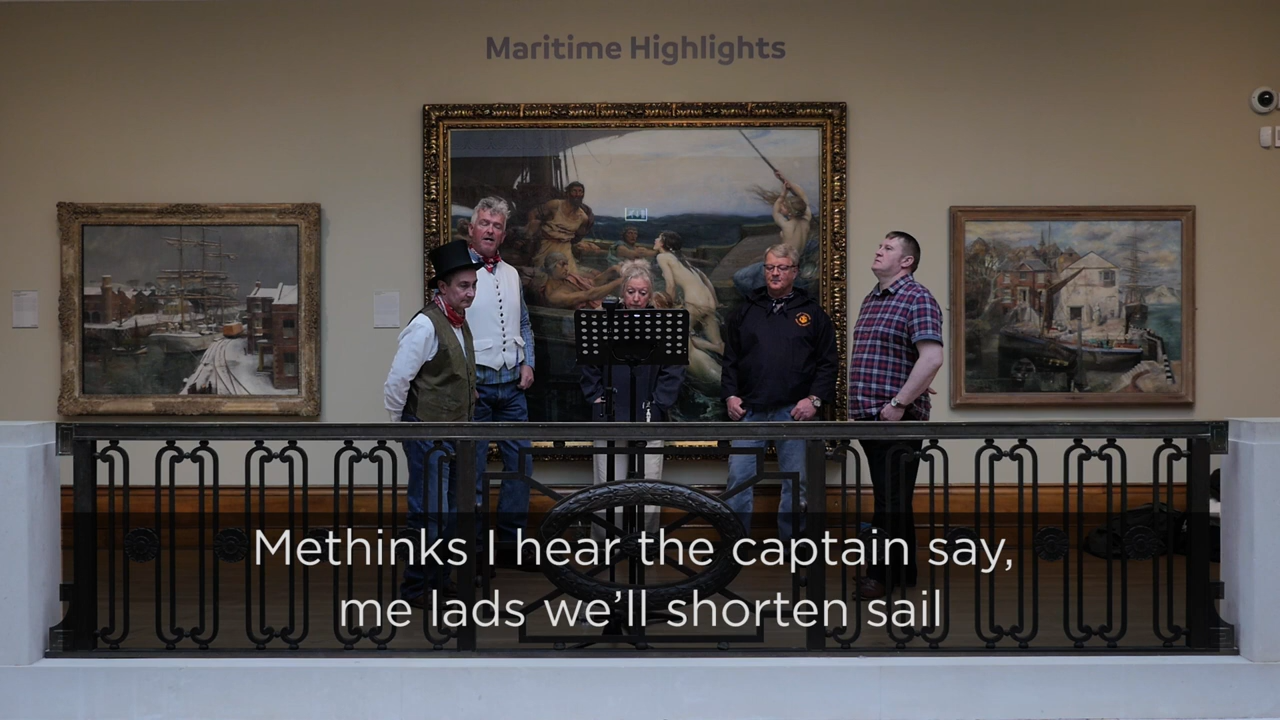 Maritime Highlights
Methinks I hear the captain say,
me lads we’ll shorten sail